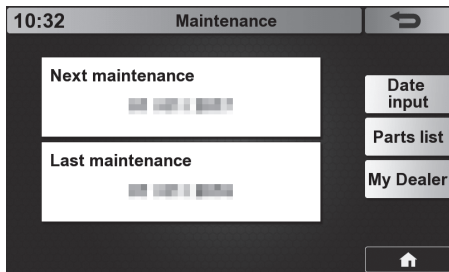 10:32 Maintenance
Next maintenance
Last maintenance
Date
input
Parts list
My Dealer